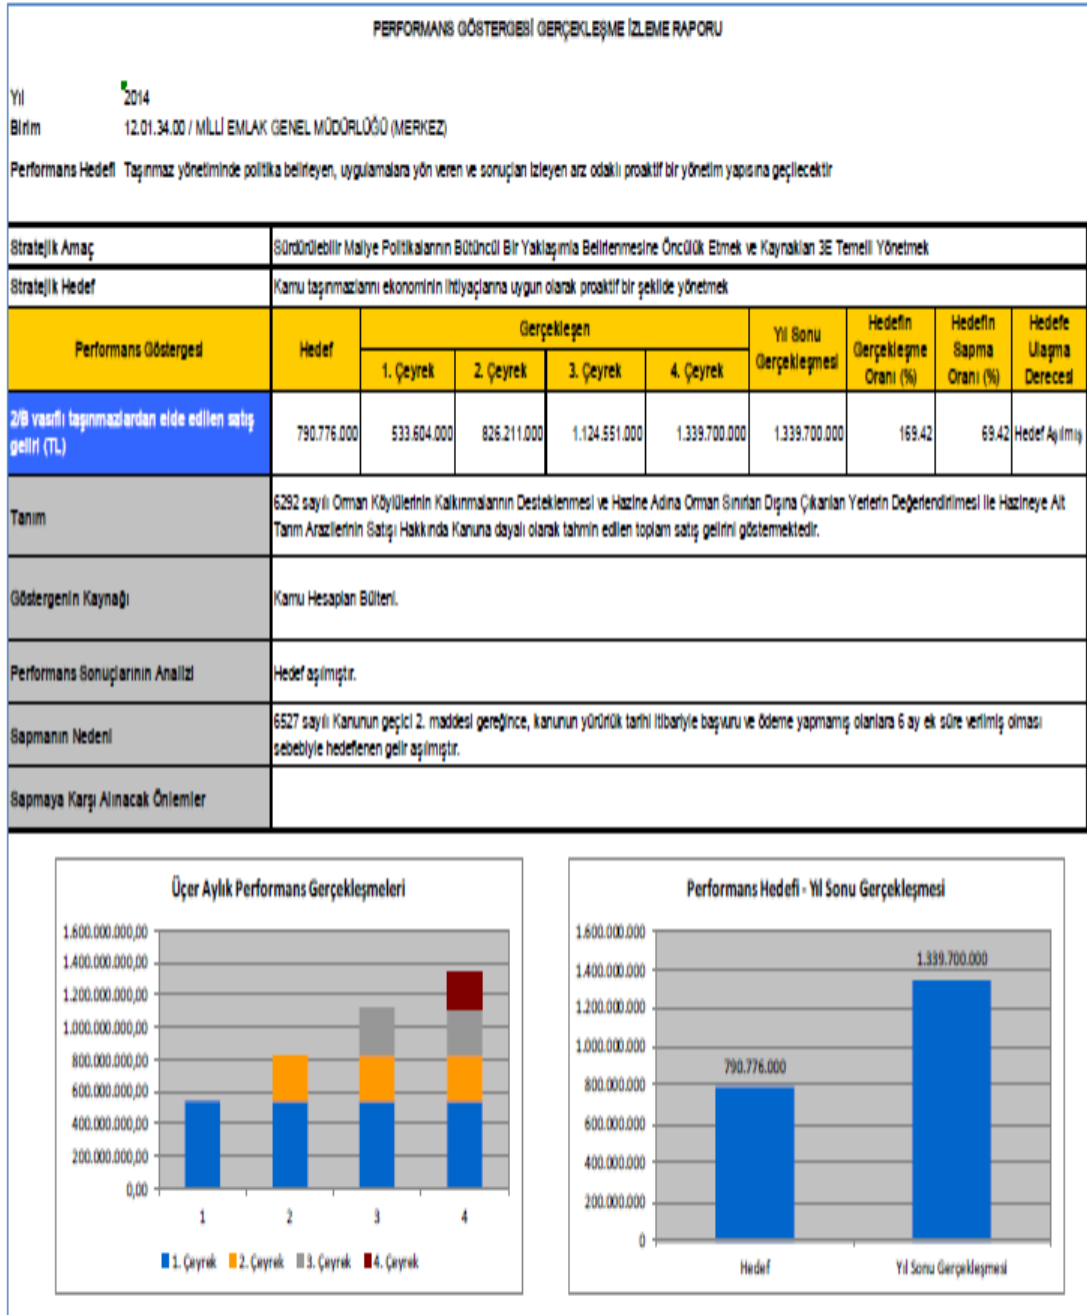 PERFORMANS GÖSTERGESİ GERÇEKLEŞME İZLEME RAPORU
Yıl 2014
Birim 12.01.34.00 / MİLLİ EMLAK GENEL MÜDÜRLÜĞÜ (MERKEZ)
Performans Hedefi Taşınmaz yönetiminde politika belirleyen, uygulamalara yön veren ve sonuçları izleyen arz odaklı proaktif bir yönetim yapısına geçilecektir
Stratejik Amaç Sürdürülebilir Maliye Politikalarının Bütüncül Bir Yaklaşımla Belirlenmesine Öncülük Etmek ve Kaynakları 3E Temelli Yönetmek
Stratejik Hedef Kamu taşınmazlarını ekonominin ihtiyaçlarına uygun olarak proaktif bir şekilde yönetmek
Performans Göstergesi
Hedef
Gerçekleşen
1. Çeyrek 2. Çeyrek 3. Çeyrek 4. Çeyrek
Yıl Sonu
Gerçekleşmesi
Hedefin
Gerçekleşme
Oranı (%)
Hedefin
Sapma
Oranı (%)
Hedefe
Ulaşma
Derecesi
2/B vasıflı taşınmazlardan elde edilen satış
geliri (TL)
790.776.000 533.604.000 826.211.000 1.124.551.000 1.339.700.000 1.339.700.000 169.42 69.42 Hedef Aşılmış
Tanım
6292 sayılı Orman Köylülerinin Kalkınmalarının Desteklenmesi ve Hazine Adına Orman Sınırları Dışına Çıkarılan Yerlerin Değerlendirilmesi ile Hazineye Ait
Tarım Arazilerinin Satışı Hakkında Kanuna dayalı olarak tahmin edilen toplam satış gelirini göstermektedir.
Göstergenin Kaynağı Kamu Hesapları Bülteni.
Performans Sonuçlarının Analizi Hedef aşılmıştır.
Sapmanın Nedeni
6527 sayılı Kanunun geçici 2. maddesi gereğince, kanunun yürürlük tarihi itibariyle başvuru ve ödeme yapmamış olanlara 6 ay ek süre verilmiş olması
sebebiyle hedeflenen gelir aşılmıştır.
Sapmaya Karşı Alınacak Önlemler
Üçer Aylık Performans Gerçekleşmeleri
1.600.000.000,00
1.400.000.000,00
1.200.000.000,00
1.000.000.000,00
800.000.000,00
600.000.000,00
400.000.000,00
200.000.000,00
0,00
1 2 3 4
1. Çeyrek 2. Çeyrek 3. Çeyrek 4. Çeyrek
Performans Hedefi - Yıl Sonu Gerçekleşmesi
1.600.000.000
1.400.000.000
1.200.000.000
1.000.000.000
800.000.000
600.000.000
400.000.000
200.000.000
0
790.776.000
1.339.700.000
Hedef Yıl Sonu Gerçekleşmesi